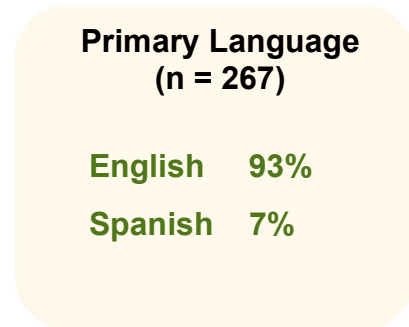 Primary Language
(n = 267)
English 93%
Spanish 7%